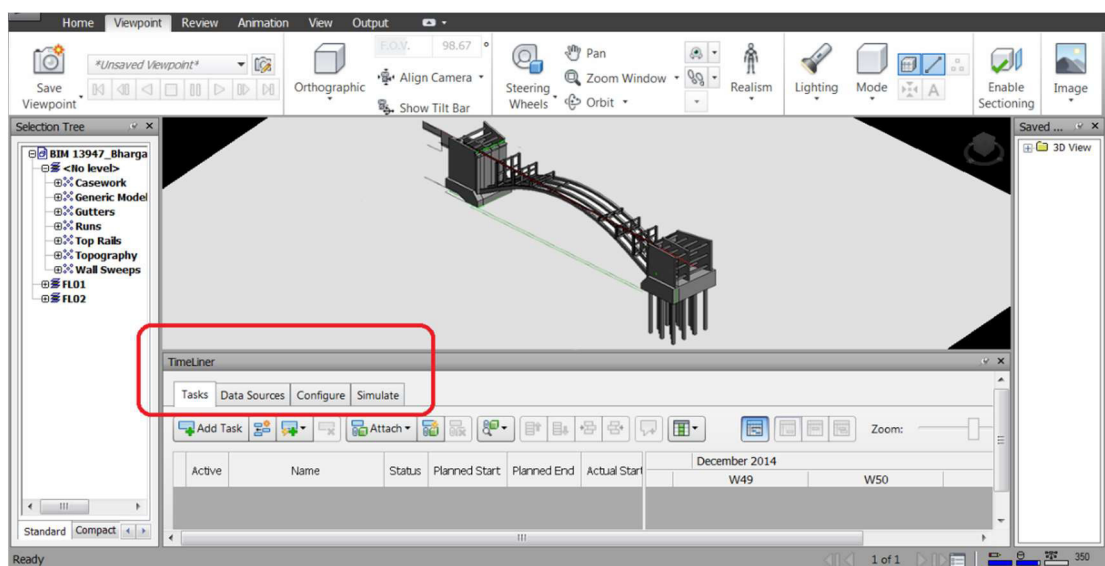 Home Viewpoint Review Animation View Output
*Unsaved Viewpoint*
Save
Viewpoint
Orthographic
F.O.V. 98.67 °
Align Camera
Show Tilt Bar
Steering
Wheels
Pan
Zoom Window
Orbit
Realism
Lighting
Mode
A
Enable
Sectioning
Image
Selection Tree
Saved ...
BIM 13947_Bharga
<No level>
Casework
Generic Model
Gutters
Runs
Top Rails
Topography
Wall Sweeps
FL01
FL02
3D View
TimeLiner
Tasks Data Sources Configure Simulate
Add Task Attach Zoom:
Active Name Status Planned Start Planned End Actual Start
December 2014
W49 W50
Standard Compact
Ready 1 of 1 350